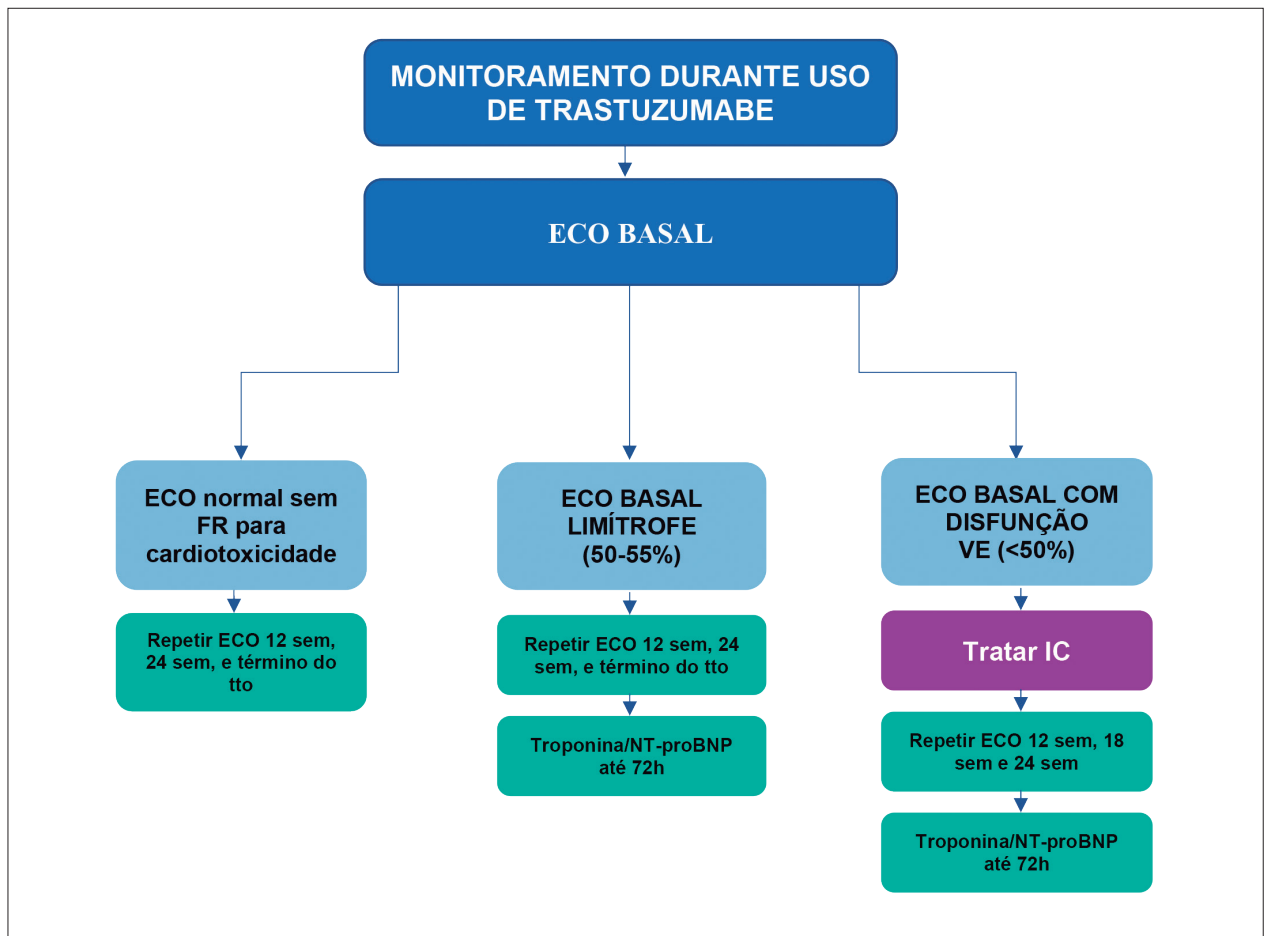 MONITORAMENTO DURANTE USO
DE TRASTUZUMABE
ECO BASAL
ECO normal sem
FR para
cardiotoxicidade
Repetir ECO 12 sem,
24 sem, e término do
tto
ECO BASAL
LIMÍTROFE
(50-55%)
Repetir ECO 12 sem, 24
sem, e término do tto
Troponina/NT-proBNP
até 72h
ECO BASAL COM
DISFUNÇÃO
VE (<50%)
Tratar IC
Repetir ECO 12 sem, 18
sem e 24 sem
Troponina/NT-proBNP
até 72h